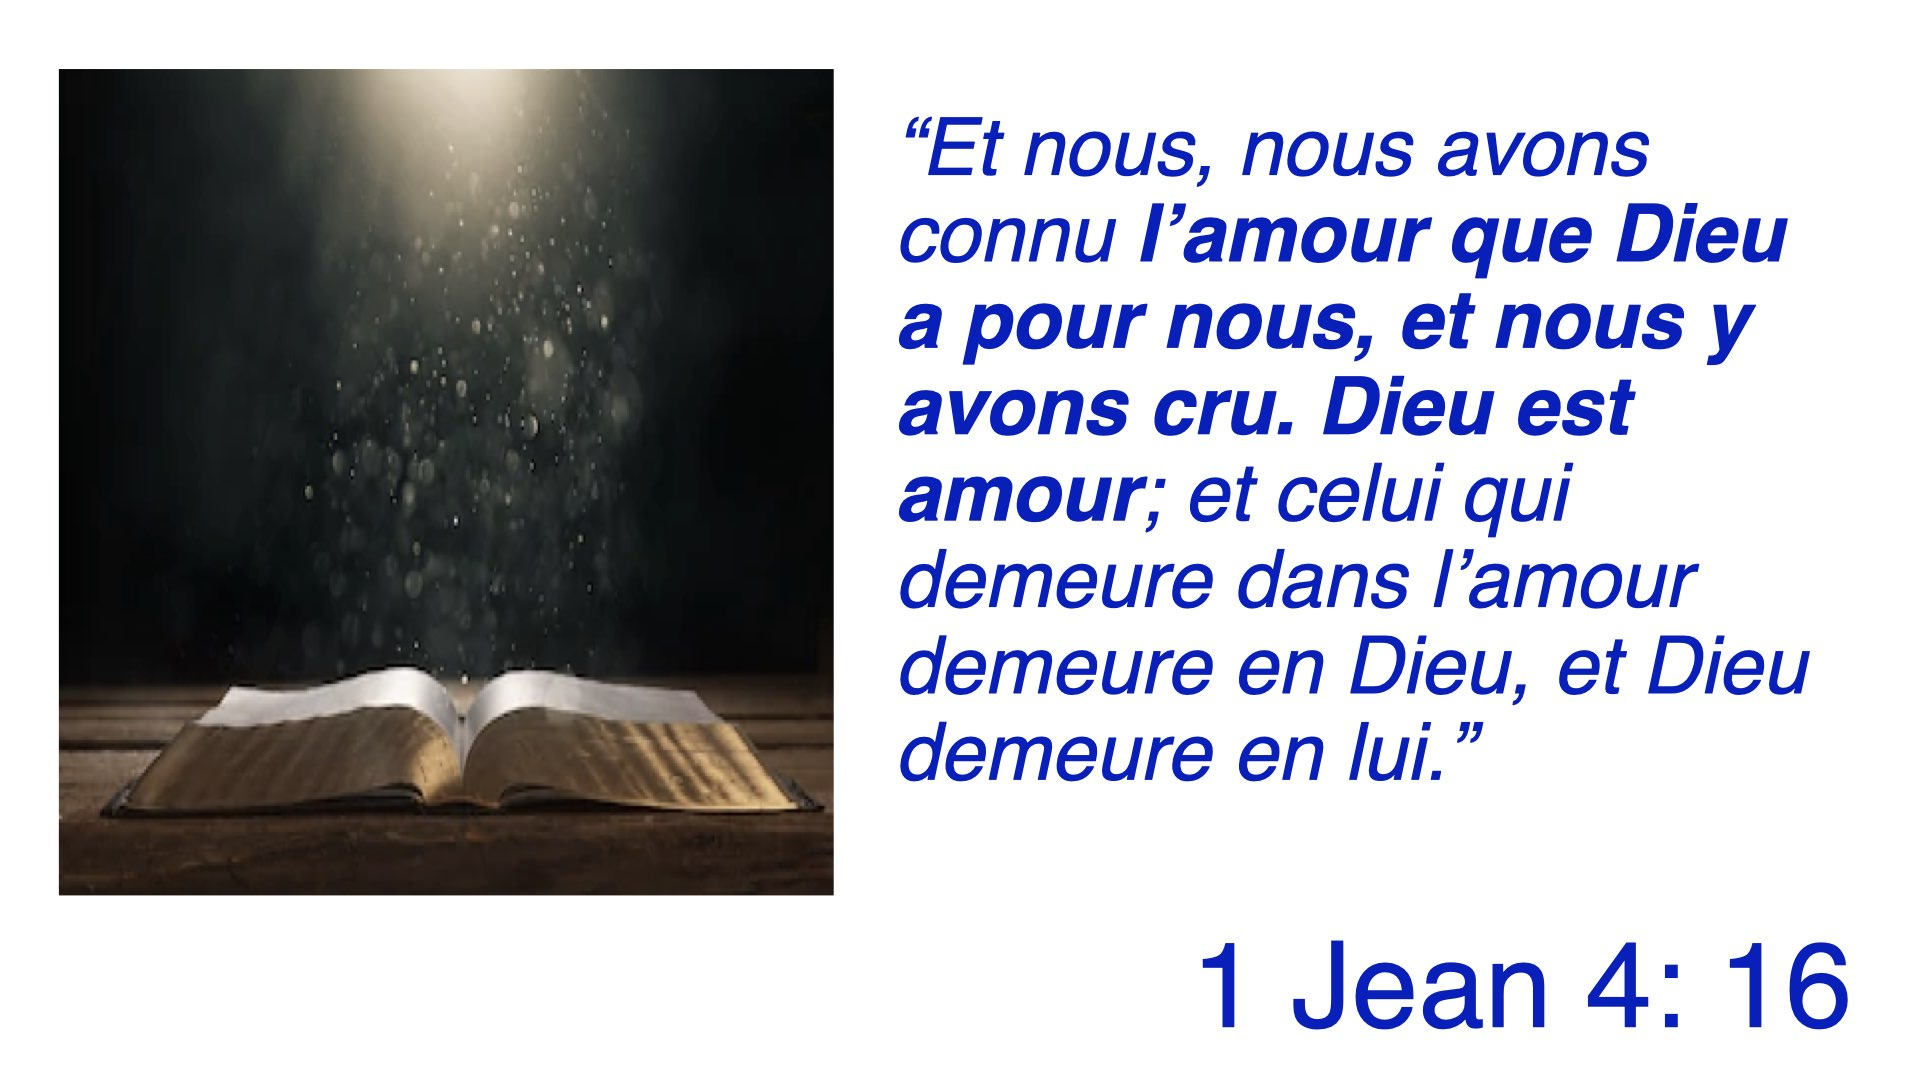 “Et nous, nous avons
connu l’amour que Dieu
a pour nous, et nous y
avons cru. Dieu est
amour; et celui qui
demeure dans l’amour
demeure en Dieu, et Dieu
demeure en lui.”
1 Jean 4: 16